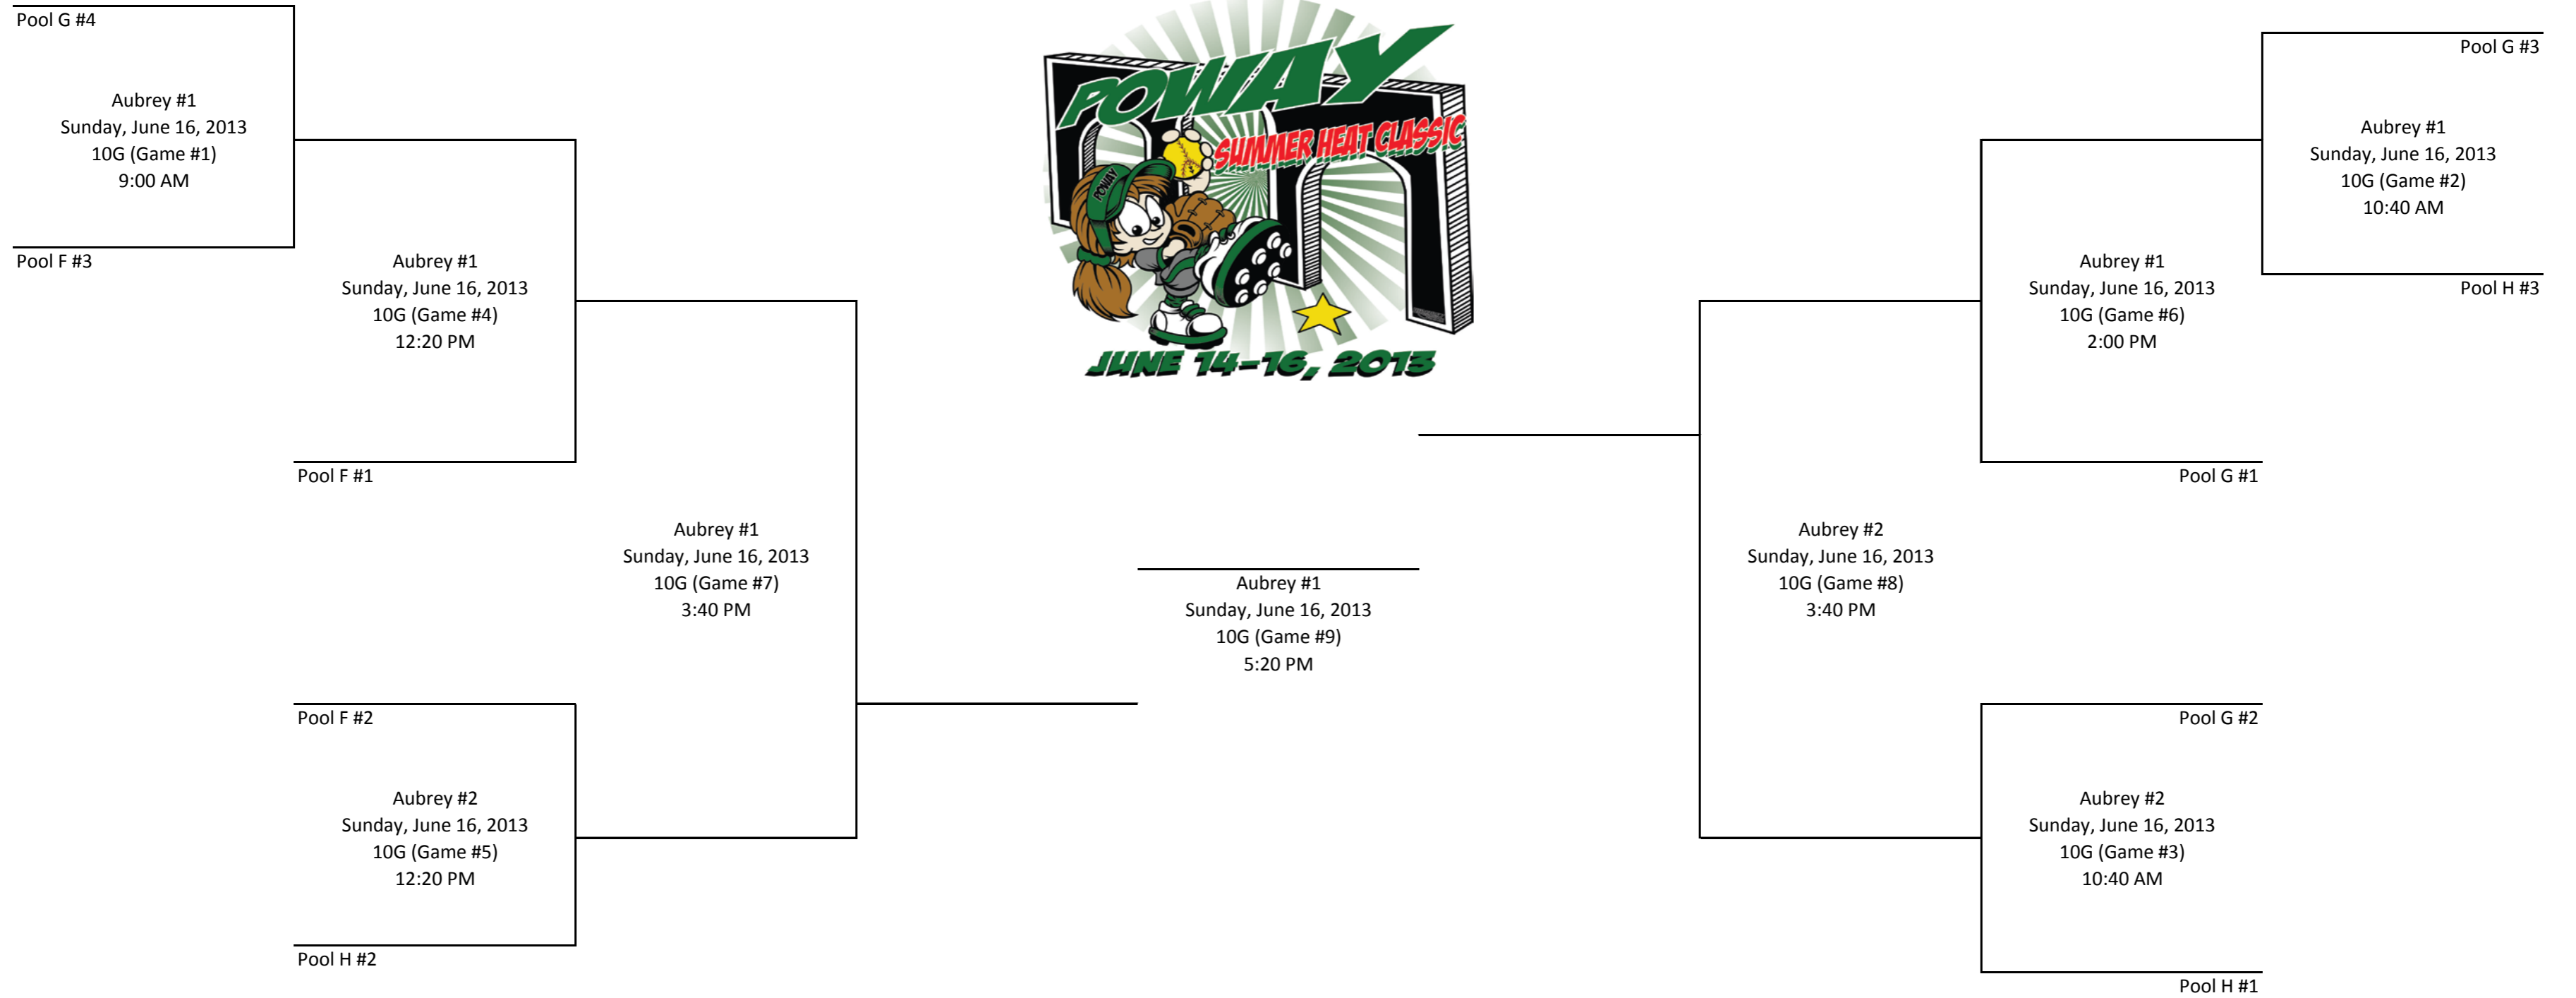 Pool G #4
Aubrey #1
Sunday, June 16, 2013
10G (Game #1)
9:00 AM
Pool F #3
Aubrey #1
Sunday, June 16, 2013
10G (Game #4)
12:20 PM
Pool F #1
Aubrey #1
Sunday, June 16, 2013
10G (Game #7)
3:40 PM
Pool F #2
Aubrey #2
Sunday, June 16, 2013
10G (Game #5)
12:20 PM
Pool H #2
POWAY
SUMMER HEAT CLASSIC
POWAY
JUNE 14-16, 2013
Aubrey #1
Sunday, June 16, 2013
10G (Game #9)
5:20 PM
Pool G #3
Aubrey #1
Sunday, June 16, 2013
10G (Game #2)
10:40 AM
Pool H #3
Aubrey #1
Sunday, June 16, 2013
10G (Game #6)
2:00 PM
Pool G #1
Aubrey #2
Sunday, June 16, 2013
10G (Game #8)
3:40 PM
Pool G #2
Aubrey #2
Sunday, June 16, 2013
10G (Game #3)
10:40 AM
Pool H #1